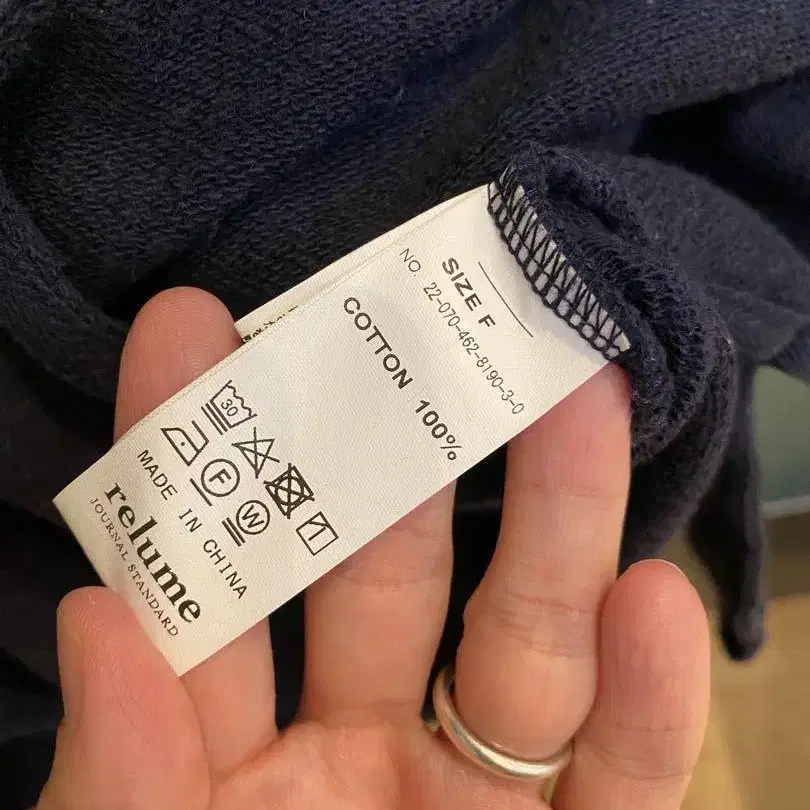 SIZE F
NO. 22-070-462-8190-3-0
COTTON 100%
30
F W
MADE IN CHINA
relume
JOURNAL STANDARD